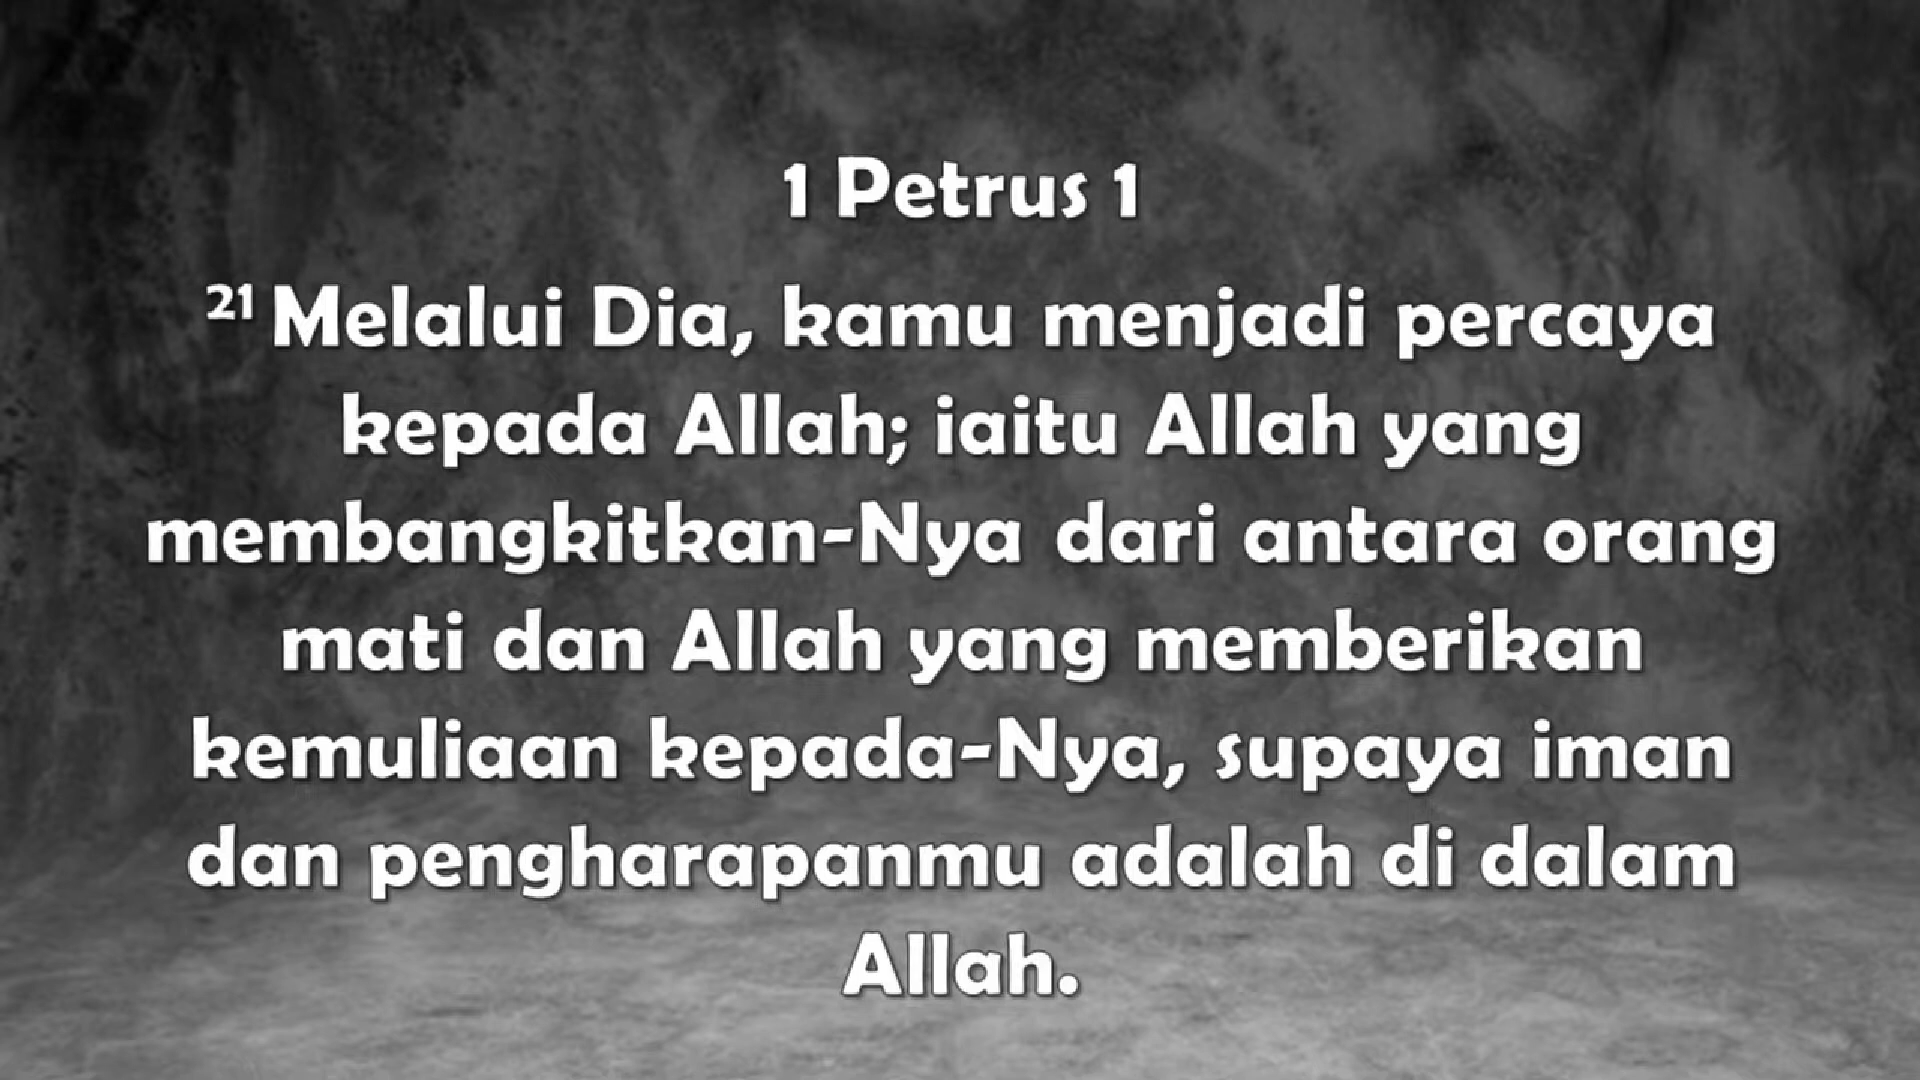 1 Petrus 1
21 Melalui Dia, kamu menjadi percaya
kepada Allah; iaitu Allah yang
membangkitkan-Nya dari antara orang
mati dan Allah yang memberikan
kemuliaan kepada-Nya, supaya iman
dan pengharapanmu adalah di dalam
Allah.